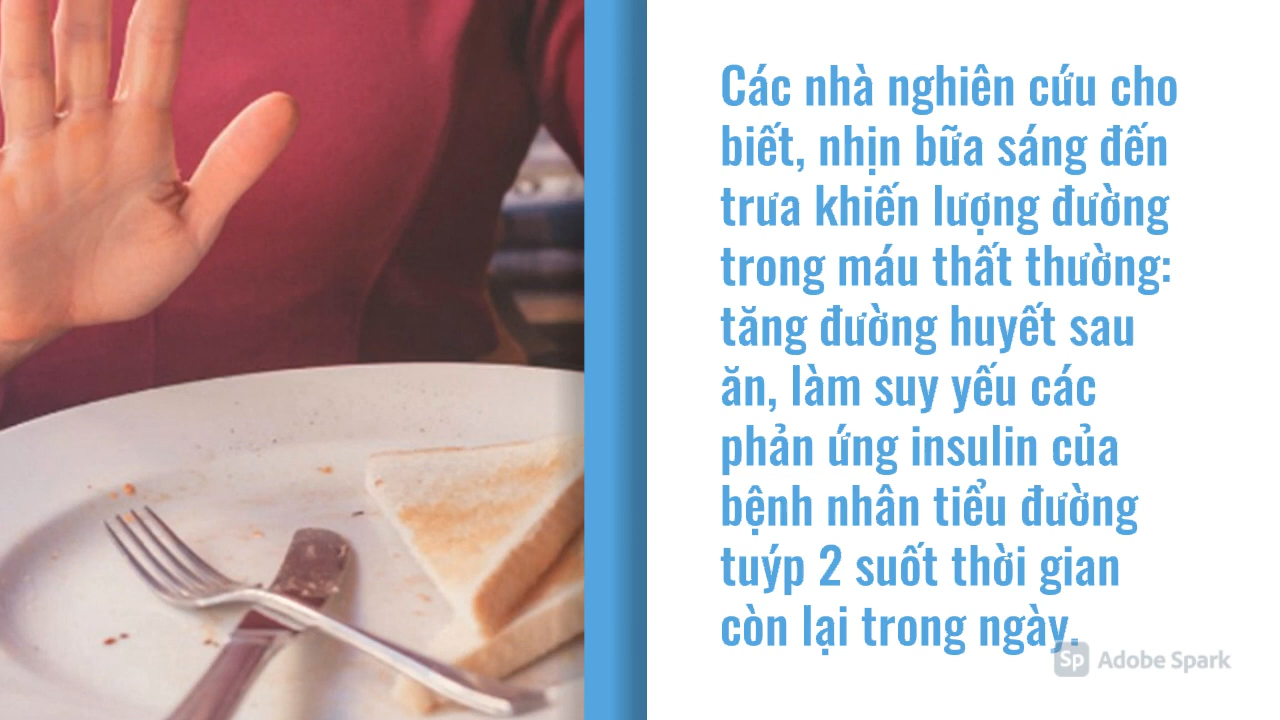 Các nhà nghiên cứu cho
biết, nhịn bữa sáng đến
trưa khiến lượng đường
trong máu thất thường:
tăng đường huyết sau
ăn, làm suy yếu các
phản ứng insulin của
bệnh nhân tiểu đường
tuýp 2 suốt thời gian
còn lại trong ngày.
Sp Adobe Spark